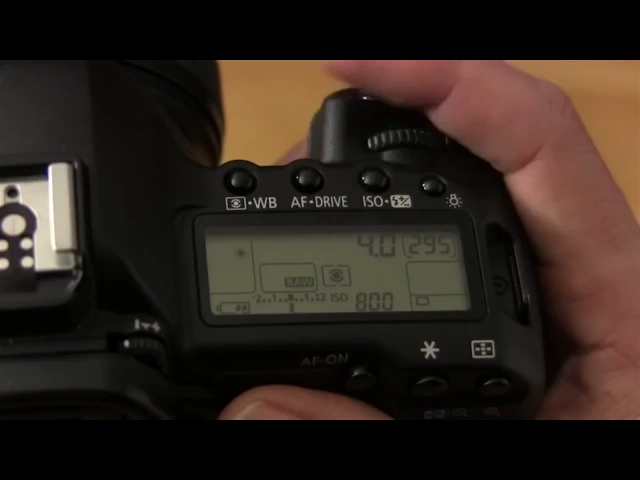 ·WB AF·DRIVE ISO·
4.0 [295]
RAW
-2..1..0..1.:2 ISO 800
AF-ON